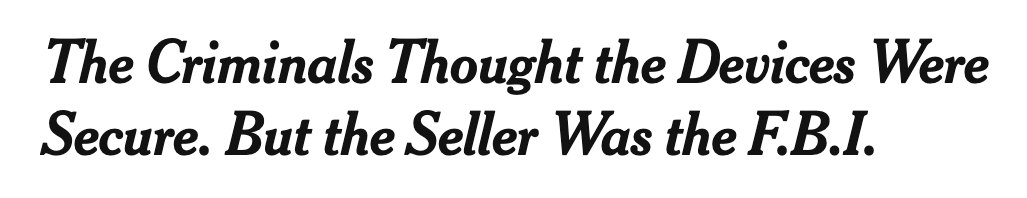 The Criminals Thought the Devices Were
Secure. But the Seller Was the F.B.I.